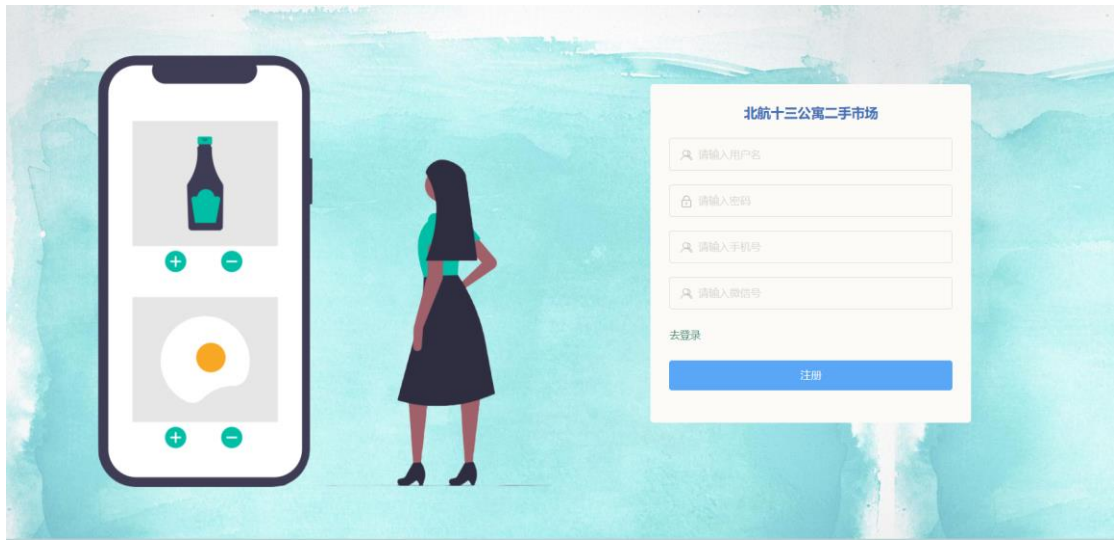 北航十三公寓二手市场
请输入用户名
请输入密码
请输入手机号
请输入微信号
去登录
注册